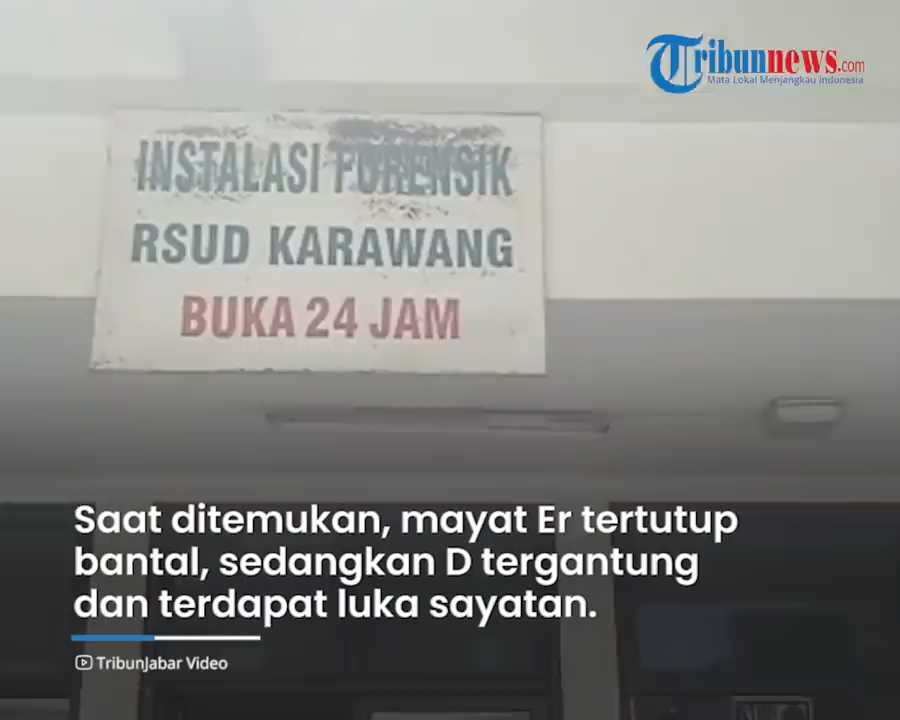 Tribunnews.com
Mata Lokal Menjangkau Indonesia
INSTALASI FORENSIK
RSUD KARAWANG
BUKA 24 JAM
Saat ditemukan, mayat Er tertutup
bantal, sedangkan D tergantung
dan terdapat luka sayatan.
TribunJabar Video